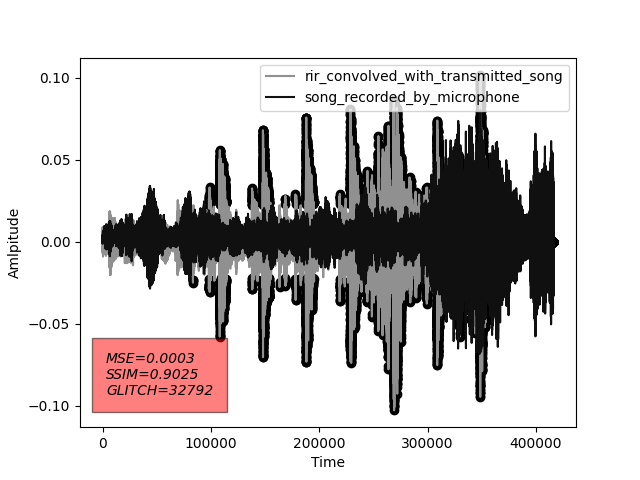 rir_convolved_with_transmitted_song
song_recorded_by_microphone
0.10
0.05
0.00
−0.05
−0.10
Amlpitude
MSE=0.0003
SSIM=0.9025
GLITCH=32792
0
100000
200000
300000
400000
Time